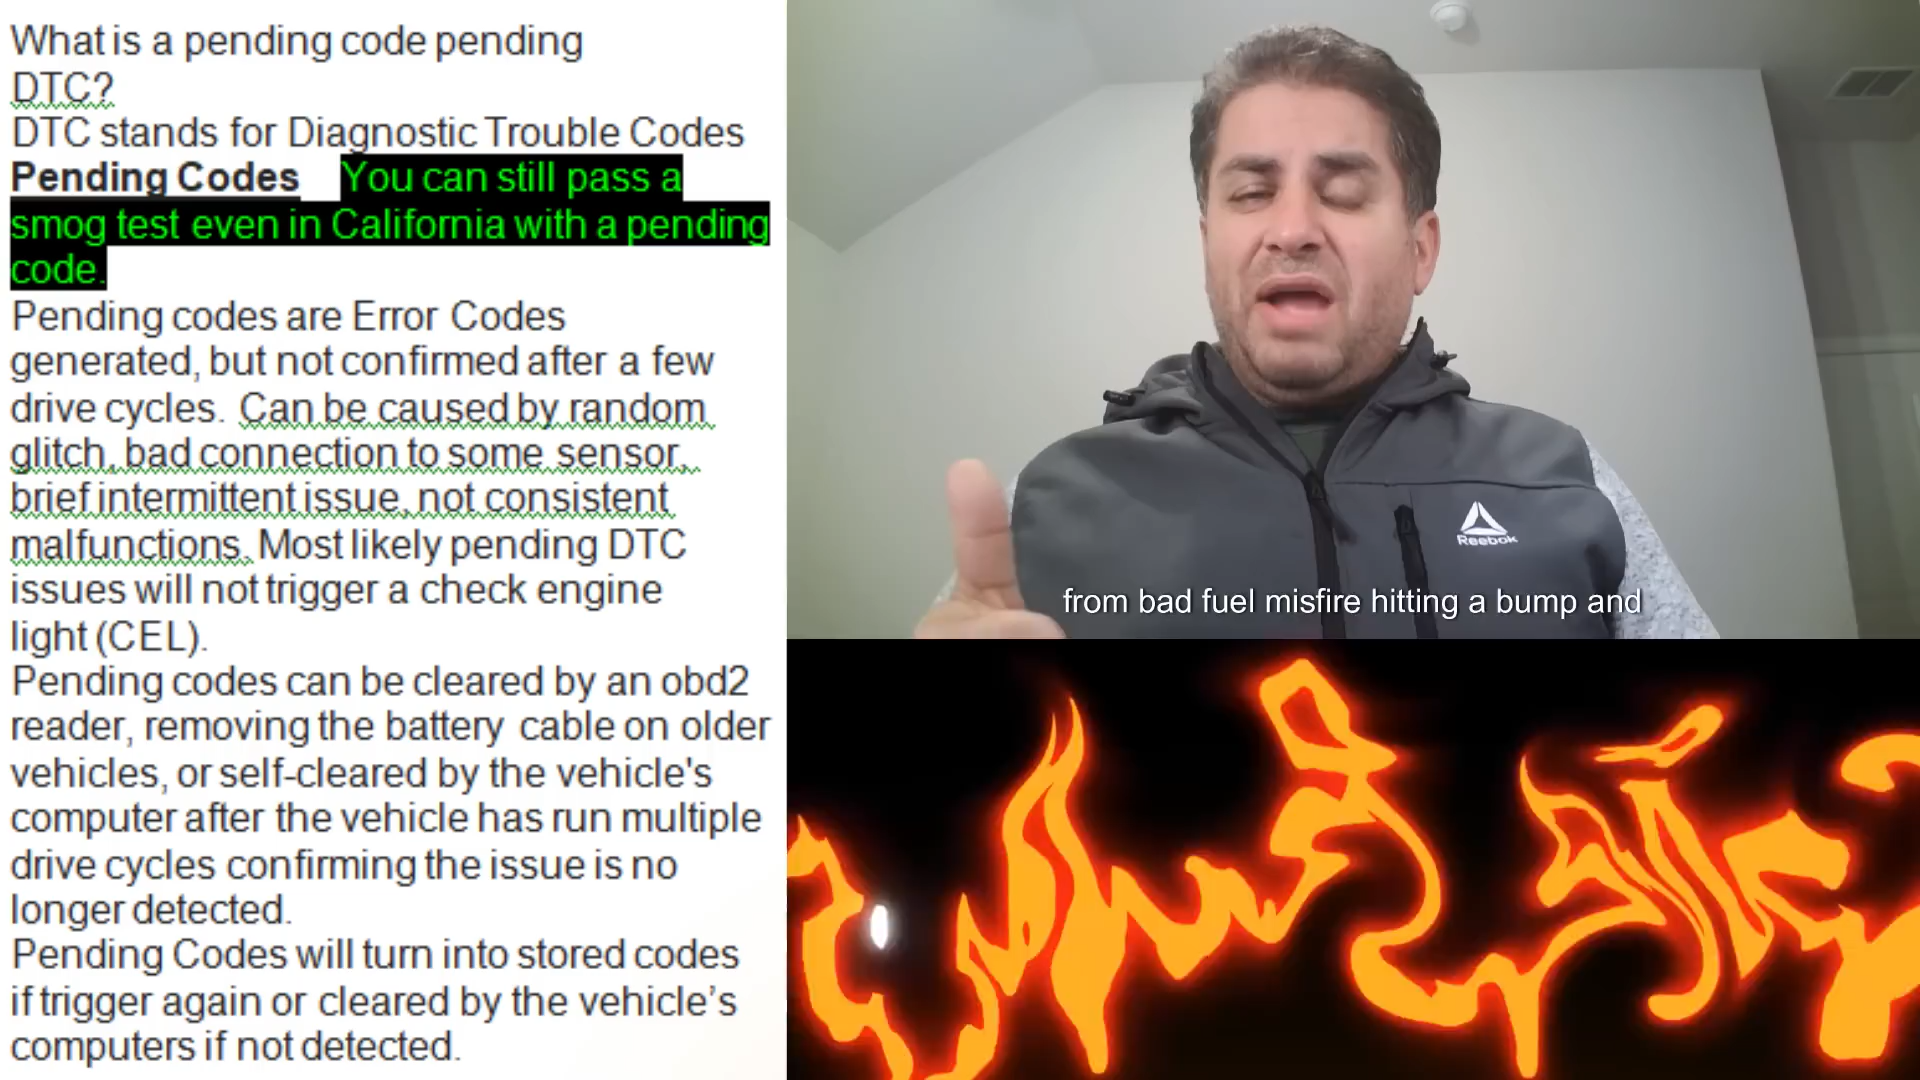 What is a pending code pending
DTC?
DTC stands for Diagnostic Trouble Codes
Pending Codes You can still pass a
smog test even in California with a pending
code.
Pending codes are Error Codes
generated, but not confirmed after a few
drive cycles. Can be caused by random
glitch, bad connection to some sensor,
brief intermittent issue, not consistent
malfunctions. Most likely pending DTC
issues will not trigger a check engine
light (CEL).
Pending codes can be cleared by an obd2
reader, removing the battery cable on older
vehicles, or self-cleared by the vehicle's
computer after the vehicle has run multiple
drive cycles confirming the issue is no
longer detected.
Pending Codes will turn into stored codes
if trigger again or cleared by the vehicle’s
computers if not detected.
Reebok
from bad fuel misfire hitting a bump and